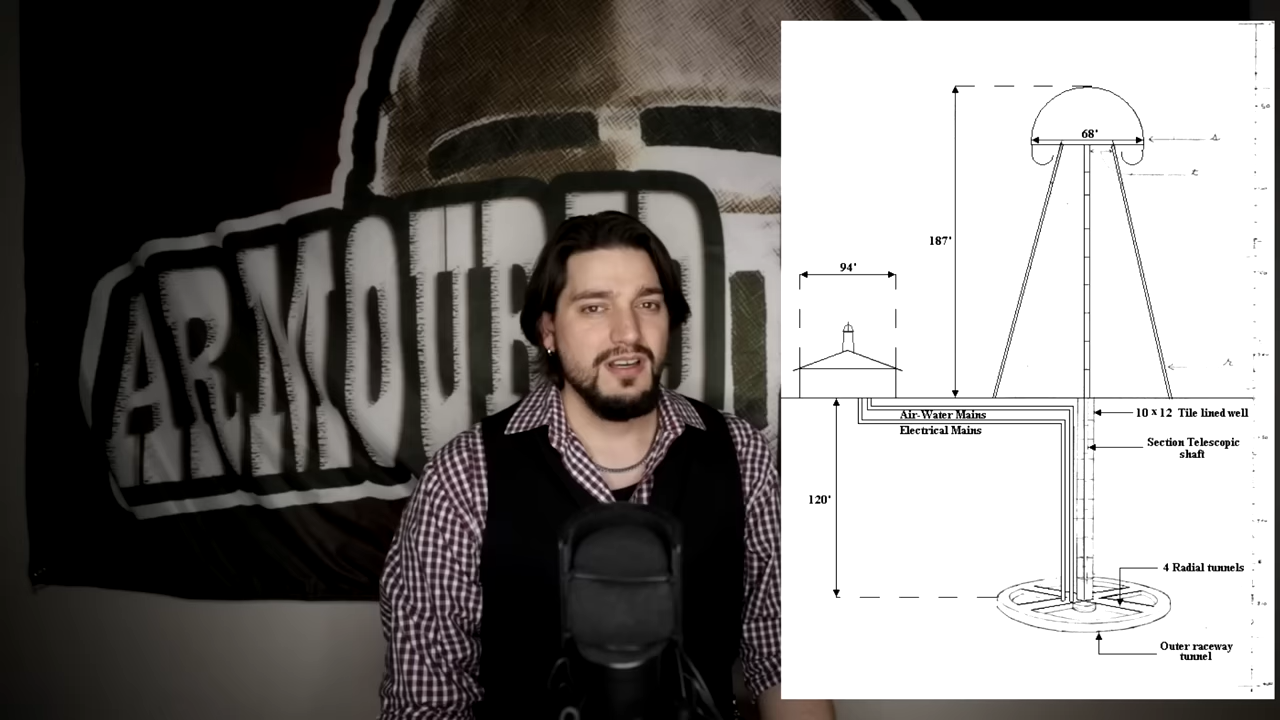 ARMOURED
68'
187'
94'
Air-Water Mains
Electrical Mains
10 x 12 Tile lined well
Section Telescopic
shaft
120'
4 Radial tunnels
Outer raceway
tunnel